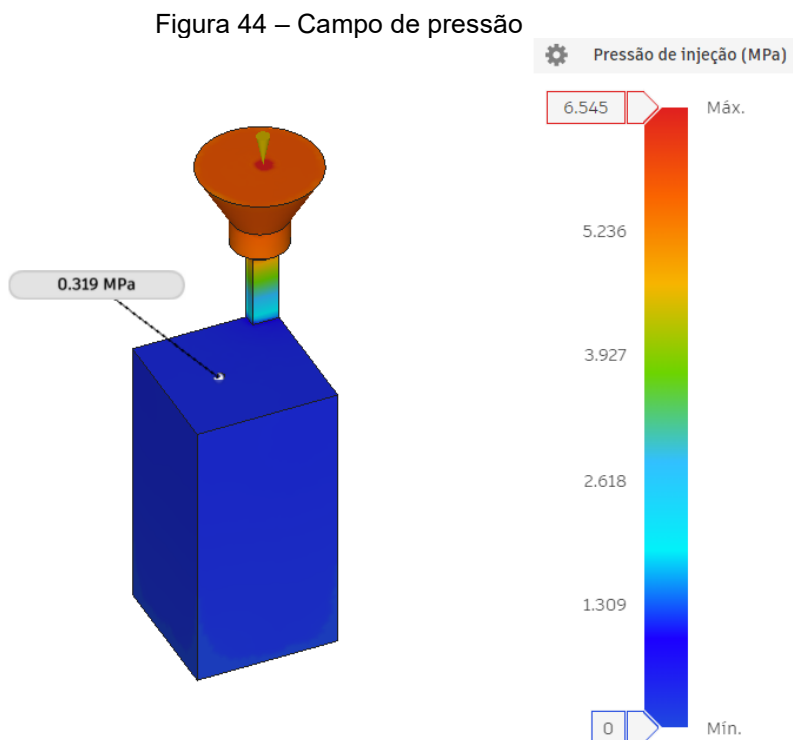 Figura 44 – Campo de pressão
Pressão de injeção (MPa)
6.545 Máx.
5.236
0.319 MPa
3.927
2.618
1.309
0 Mín.